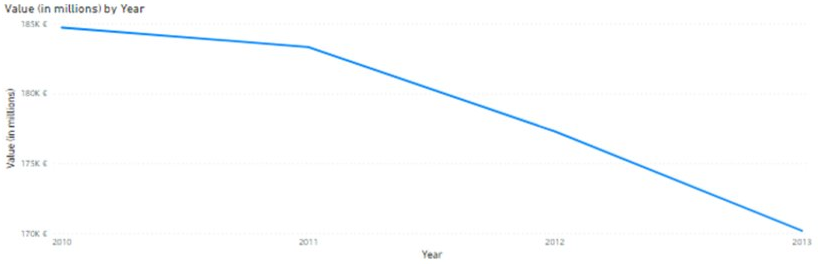 Value (in millions) by Year
185K €
180K €
175K €
170K €
Value (in millions)
2010 2011 2012 2013
Year